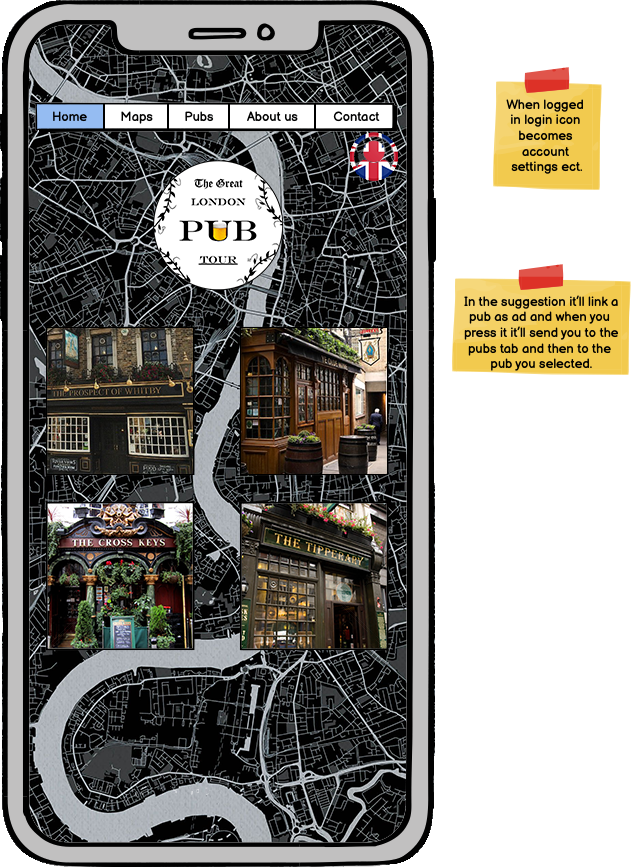 Home Maps Pubs About us Contact
The Great
LONDON
PUB
TOUR
THE PROSPECT OF WHITBY
THE CROSS KEYS
THE TIPPERARY
When logged
in login icon
becomes
account
settings ect.
In the suggestion it'll link a
pub as ad and when you
press it it'll send you to the
pubs tab and then to the
pub you selected.